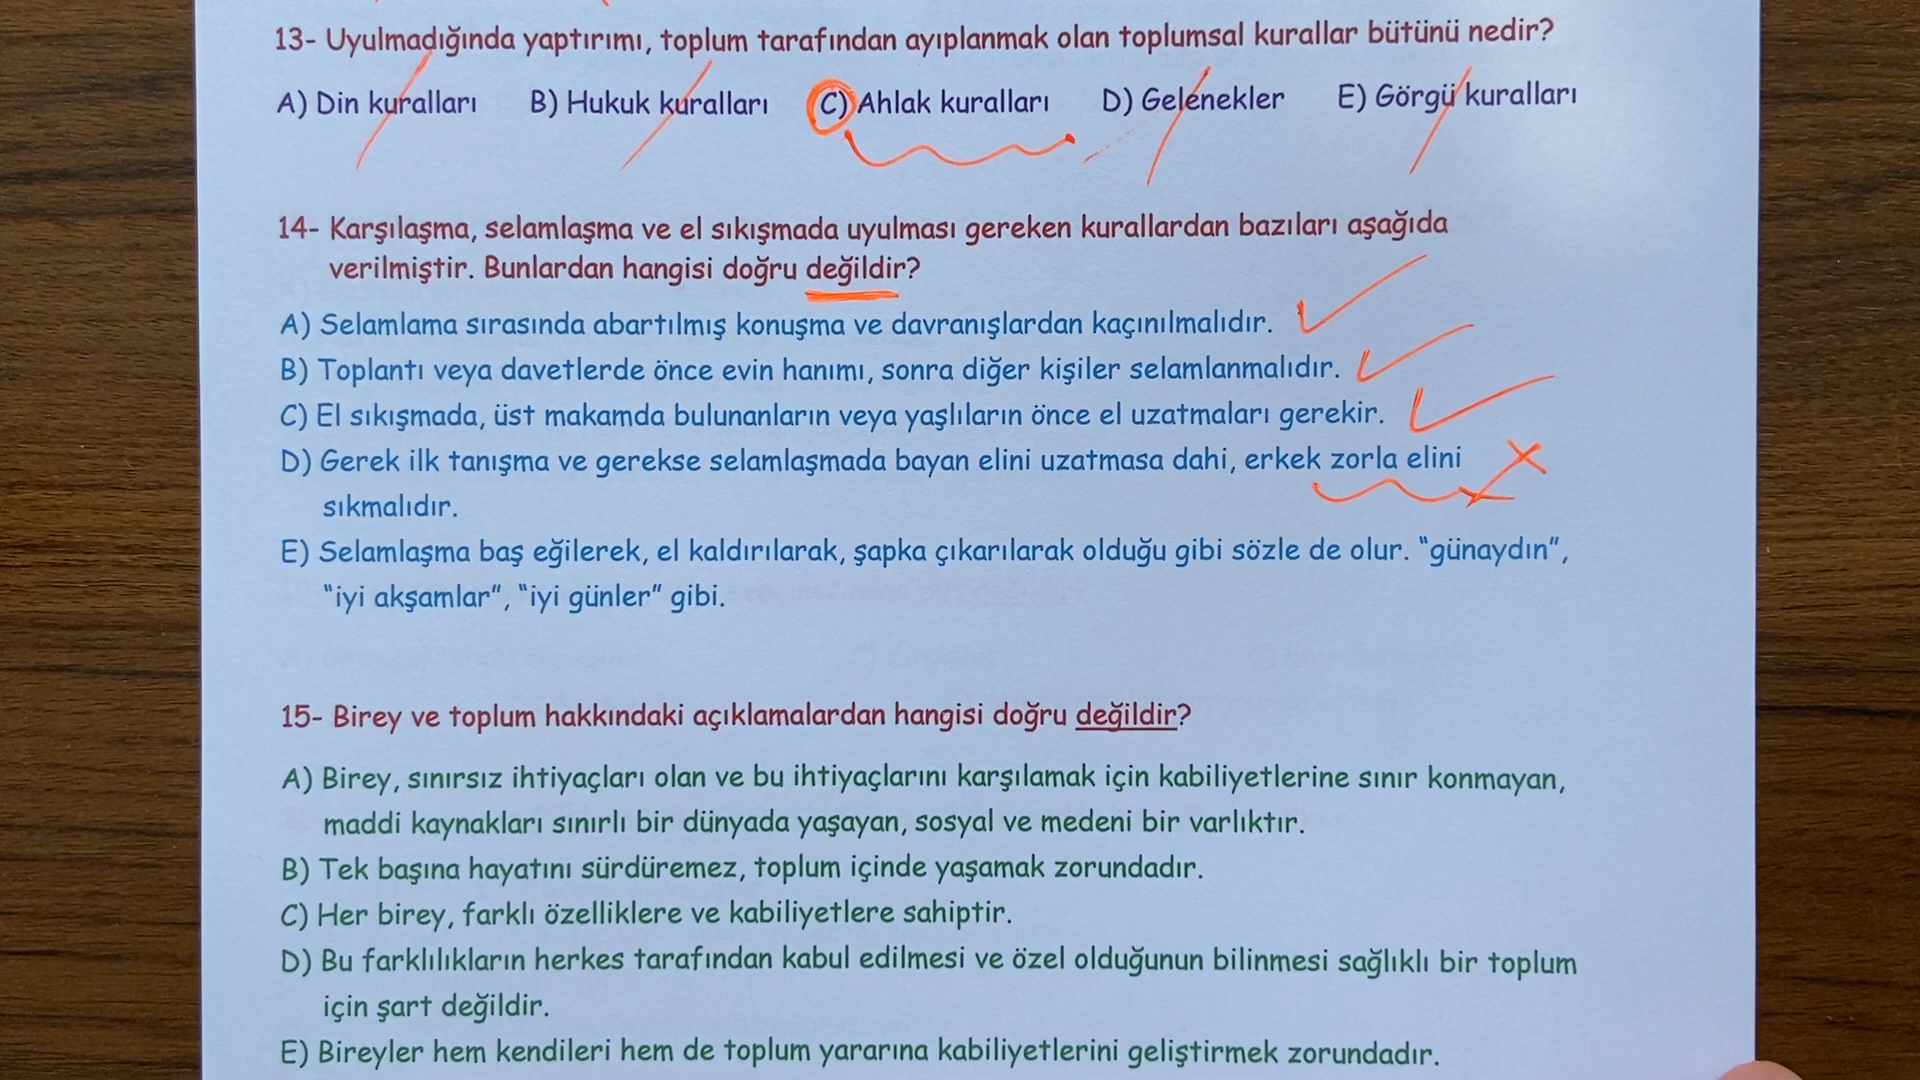 13- Uyulmadığında yaptırımı, toplum tarafından ayıplanmak olan toplumsal kurallar bütünü nedir?
A) Din kuralları B) Hukuk kuralları C) Ahlak kuralları D) Gelenekler E) Görgü kuralları
14- Karşılaşma, selamlaşma ve el sıkışmada uyulması gereken kurallardan bazıları aşağıda
verilmiştir. Bunlardan hangisi doğru değildir?
A) Selamlama sırasında abartılmış konuşma ve davranışlardan kaçınılmalıdır.
B) Toplantı veya davetlerde önce evin hanımı, sonra diğer kişiler selamlanmalıdır.
C) El sıkışmada, üst makamda bulunanların veya yaşlıların önce el uzatmaları gerekir.
D) Gerek ilk tanışma ve gerekse selamlaşmada bayan elini uzatmasa dahi, erkek zorla elini
sıkmalıdır.
E) Selamlaşma baş eğilerek, el kaldırılarak, şapka çıkarılarak olduğu gibi sözle de olur. "günaydın",
"iyi akşamlar", "iyi günler" gibi.
15- Birey ve toplum hakkındaki açıklamalardan hangisi doğru değildir?
A) Birey, sınırsız ihtiyaçları olan ve bu ihtiyaçlarını karşılamak için kabiliyetlerine sınır konmayan,
maddi kaynakları sınırlı bir dünyada yaşayan, sosyal ve medeni bir varlıktır.
B) Tek başına hayatını sürdüremez, toplum içinde yaşamak zorundadır.
C) Her birey, farklı özelliklere ve kabiliyetlere sahiptir.
D) Bu farklılıkların herkes tarafından kabul edilmesi ve özel olduğunun bilinmesi sağlıklı bir toplum
için şart değildir.
E) Bireyler hem kendileri hem de toplum yararına kabiliyetlerini geliştirmek zorundadır.